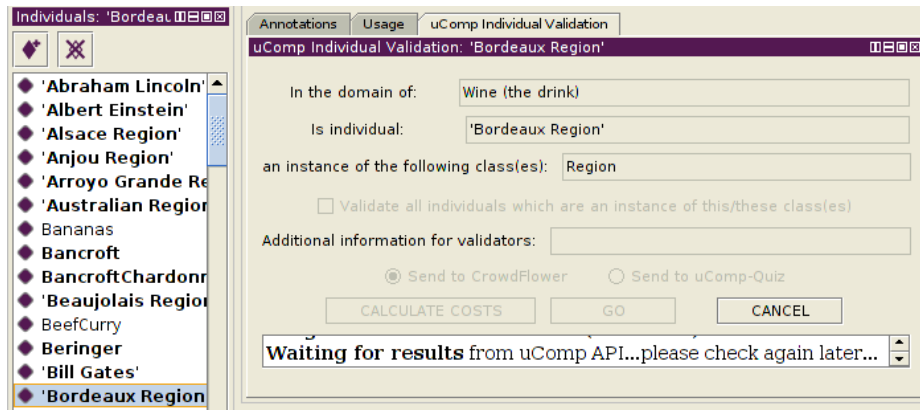 Individuals: 'Bordeau
'Abraham Lincoln'
'Albert Einstein'
'Alsace Region'
'Anjou Region'
'Arroyo Grande Re
'Australian Region
Bananas
Bancroft
BancroftChardonn
'Beaujolais Region
BeefCurry
Beringer
'Bill Gates'
'Bordeaux Region
Annotations Usage uComp Individual Validation
uComp Individual Validation: 'Bordeaux Region'
In the domain of: Wine (the drink)
Is individual: 'Bordeaux Region'
an instance of the following class(es): Region
Validate all individuals which are an instance of this/these class(es)
Additional information for validators:
Send to CrowdFlower Send to uComp-Quiz
CALCULATE COSTS GO CANCEL
Waiting for results from uComp API...please check again later...